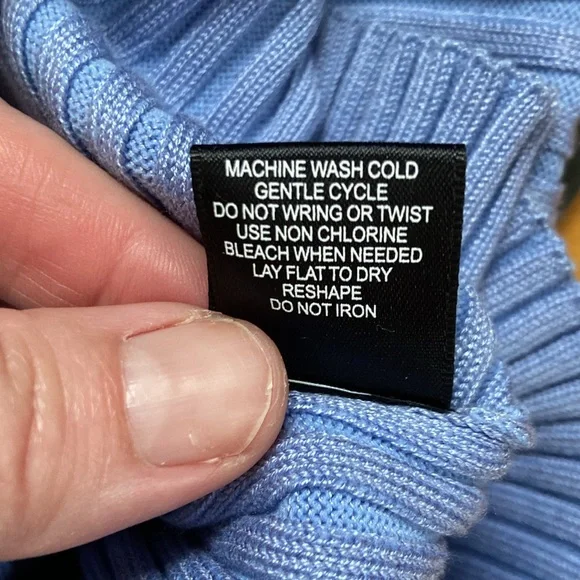 MACHINE WASH COLD
GENTLE CYCLE
DO NOT WRING OR TWIST
USE NON CHLORINE
.BLEACH WHEN NEEDED
LAY FLAT TO DRY
RESHAPE
DO NOT IRON